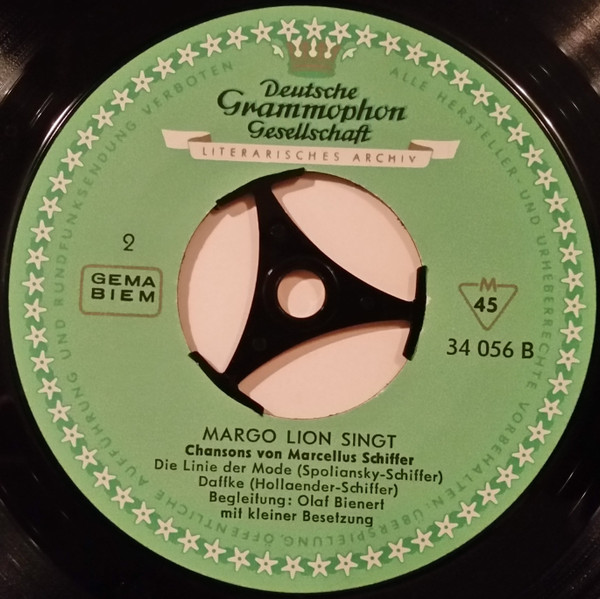 Deutsche
Grammophon
Gesellschaft
LITERARISCHES ARCHIV
ALLE HERSTELLER- UND URHEBERRECHTE VORBEHALTEN: ÜBERSPIELUNG, ÖFFENTLICHE AUFFÜHRUNG UND RUNDFUNKSENDUNG VERBOTEN
2
GEMA
BIEM
M
45
34 056 B
MARGO LION SINGT
Chansons von Marcellus Schiffer
Die Linie der Mode (Spoliansky-Schiffer)
Daffke (Hollaender-Schiffer)
Begleitung: Olaf Bienert
mit kleiner Besetzung